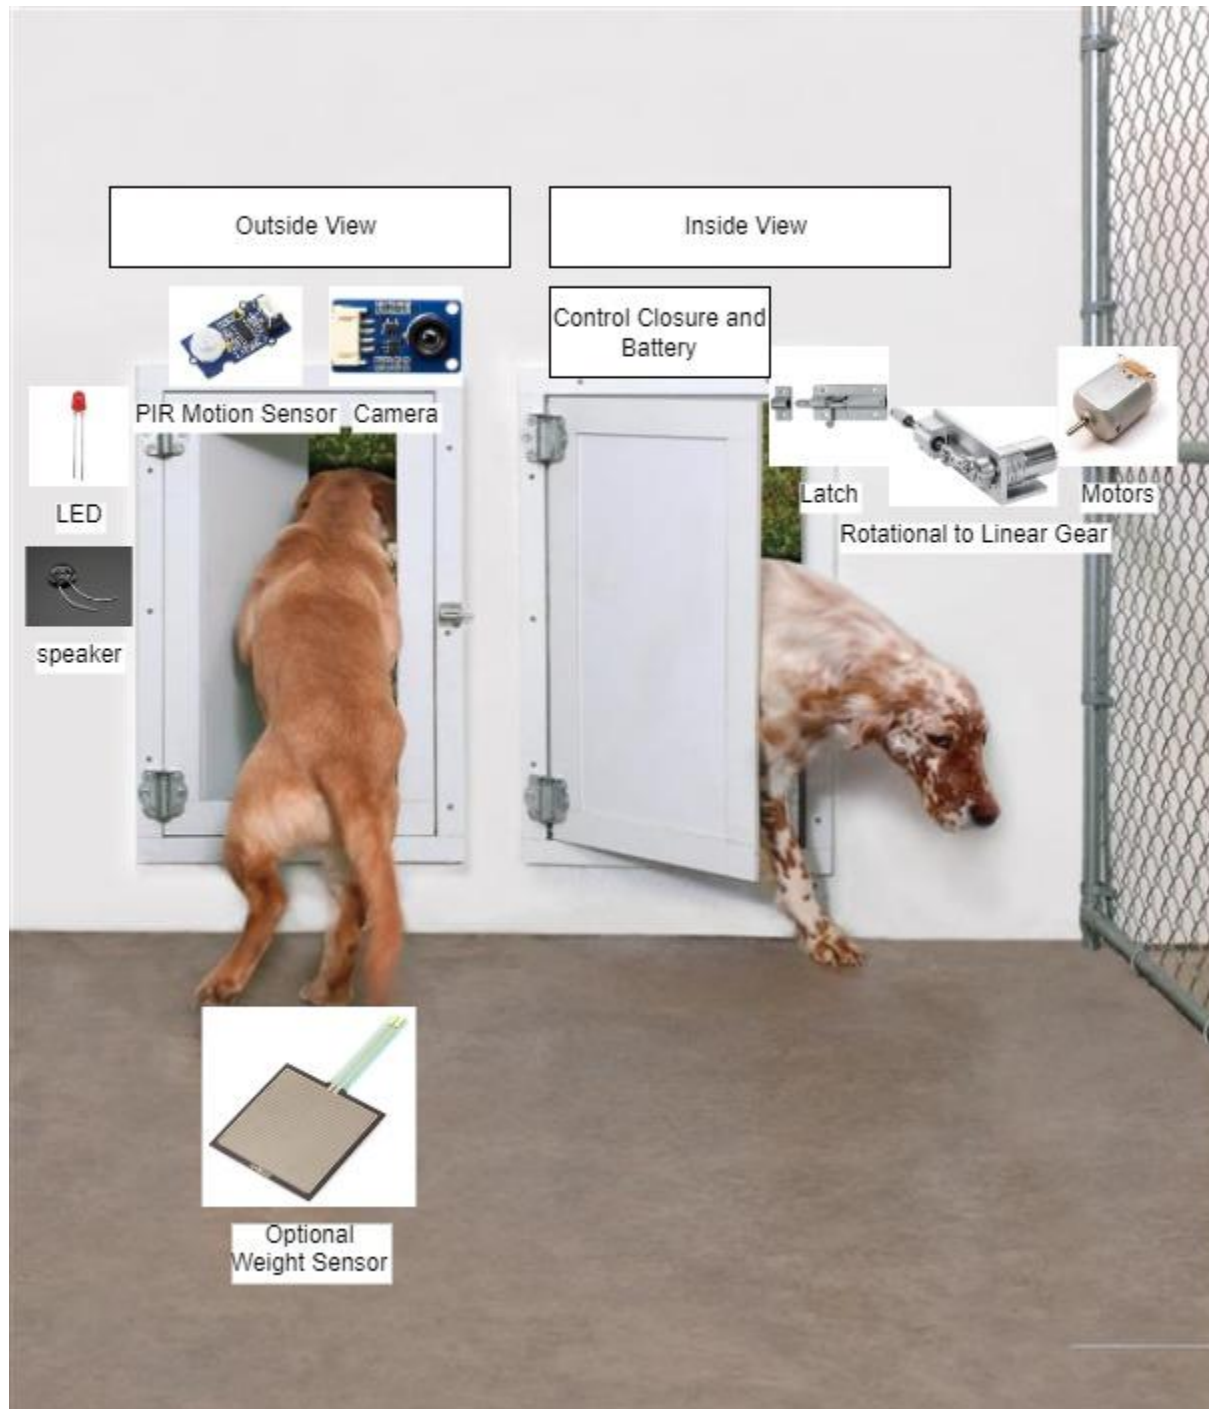 Outside View
Inside View
Control Closure and
Battery
PIR Motion Sensor
Camera
LED
speaker
Latch
Motors
Rotational to Linear Gear
Optional
Weight Sensor